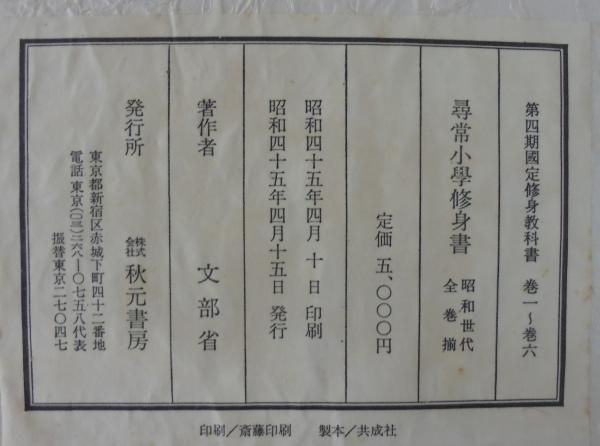 第四期國定修身教科書 巻一～巻六
尋常小學修身書 昭和世代
全巻揃
定価 五、〇〇〇円
昭和四十五年四月 十日 印刷
昭和四十五年四月十五日 発行
著作者 文部省
発行所 株式会社 秋元書房
東京都新宿区赤城下町四十二番地
電話 東京(〇三)二六八―〇七五八代表
振替東京二七〇四七
印刷／斎藤印刷 製本／共成社